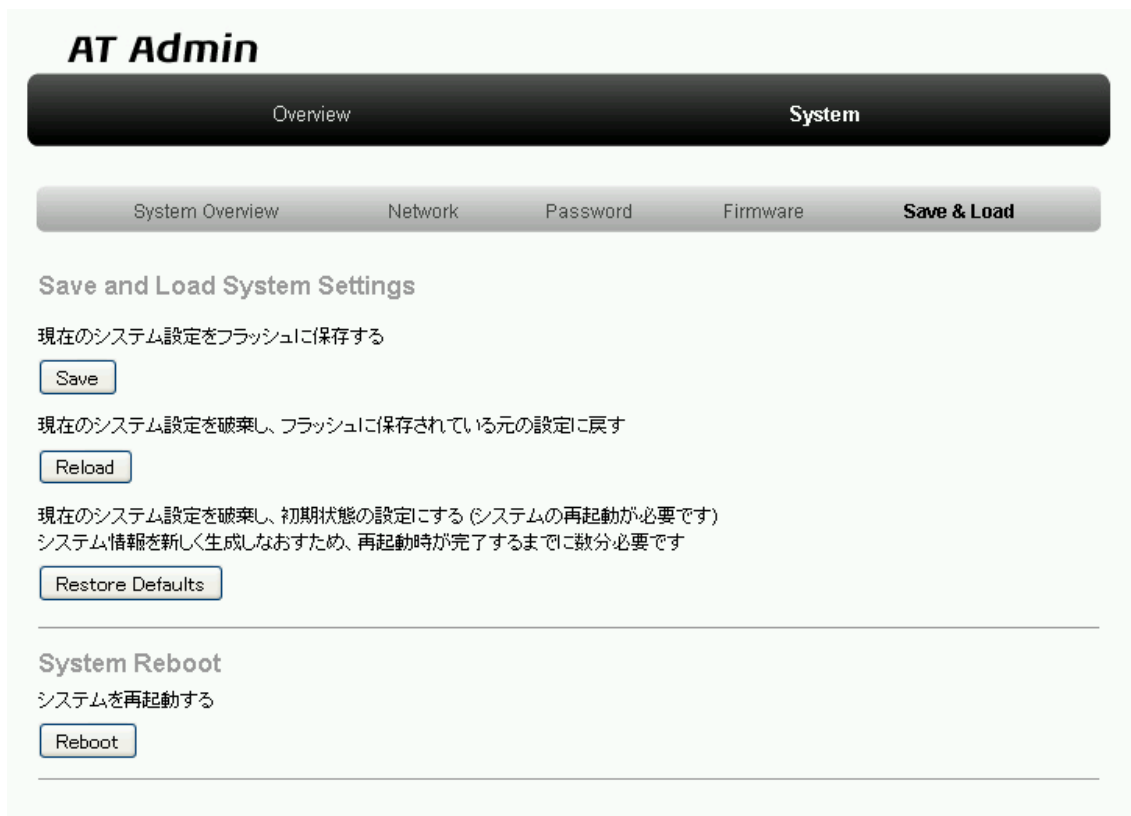 AT Admin
Overview System
System Overview Network Password Firmware Save & Load
Save and Load System Settings
現在のシステム設定をフラッシュに保存する
Save
現在のシステム設定を破棄し、フラッシュに保存されている元の設定に戻す
Reload
現在のシステム設定を破棄し、初期状態の設定にする (システムの再起動が必要です)
システム情報を新しく生成しなおすため、再起動時が完了するまでに数分必要です
Restore Defaults
System Reboot
システムを再起動する
Reboot